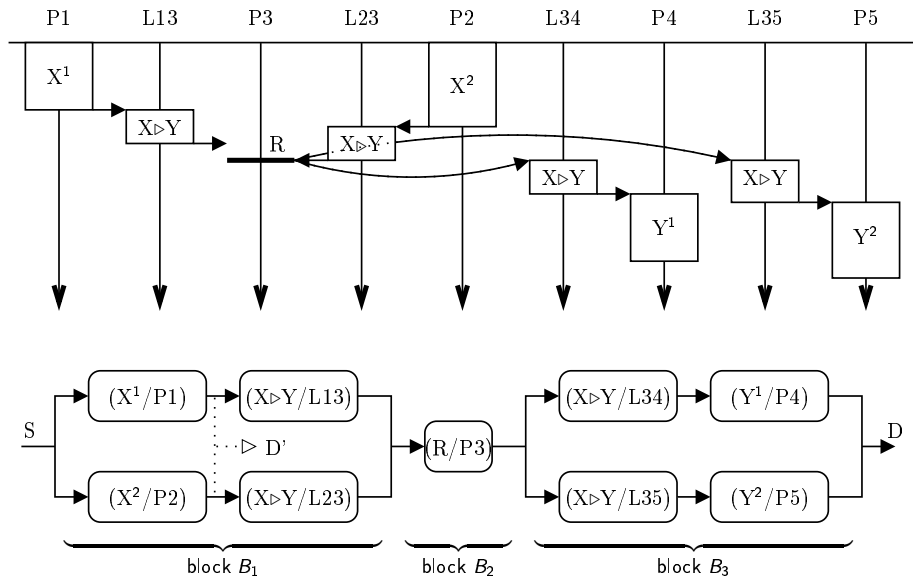 P1 L13 P3 L23 P2 L34 P4 L35 P5
X¹
X²
X▷Y
R
X▷Y
X▷Y
X▷Y
Y¹
Y²
(X¹/P1) (X▷Y/L13) (X▷Y/L34) (Y¹/P4)
S ▷ D' (R/P3) D
(X²/P2) (X▷Y/L23) (X▷Y/L35) (Y²/P5)
block B₁ block B₂ block B₃